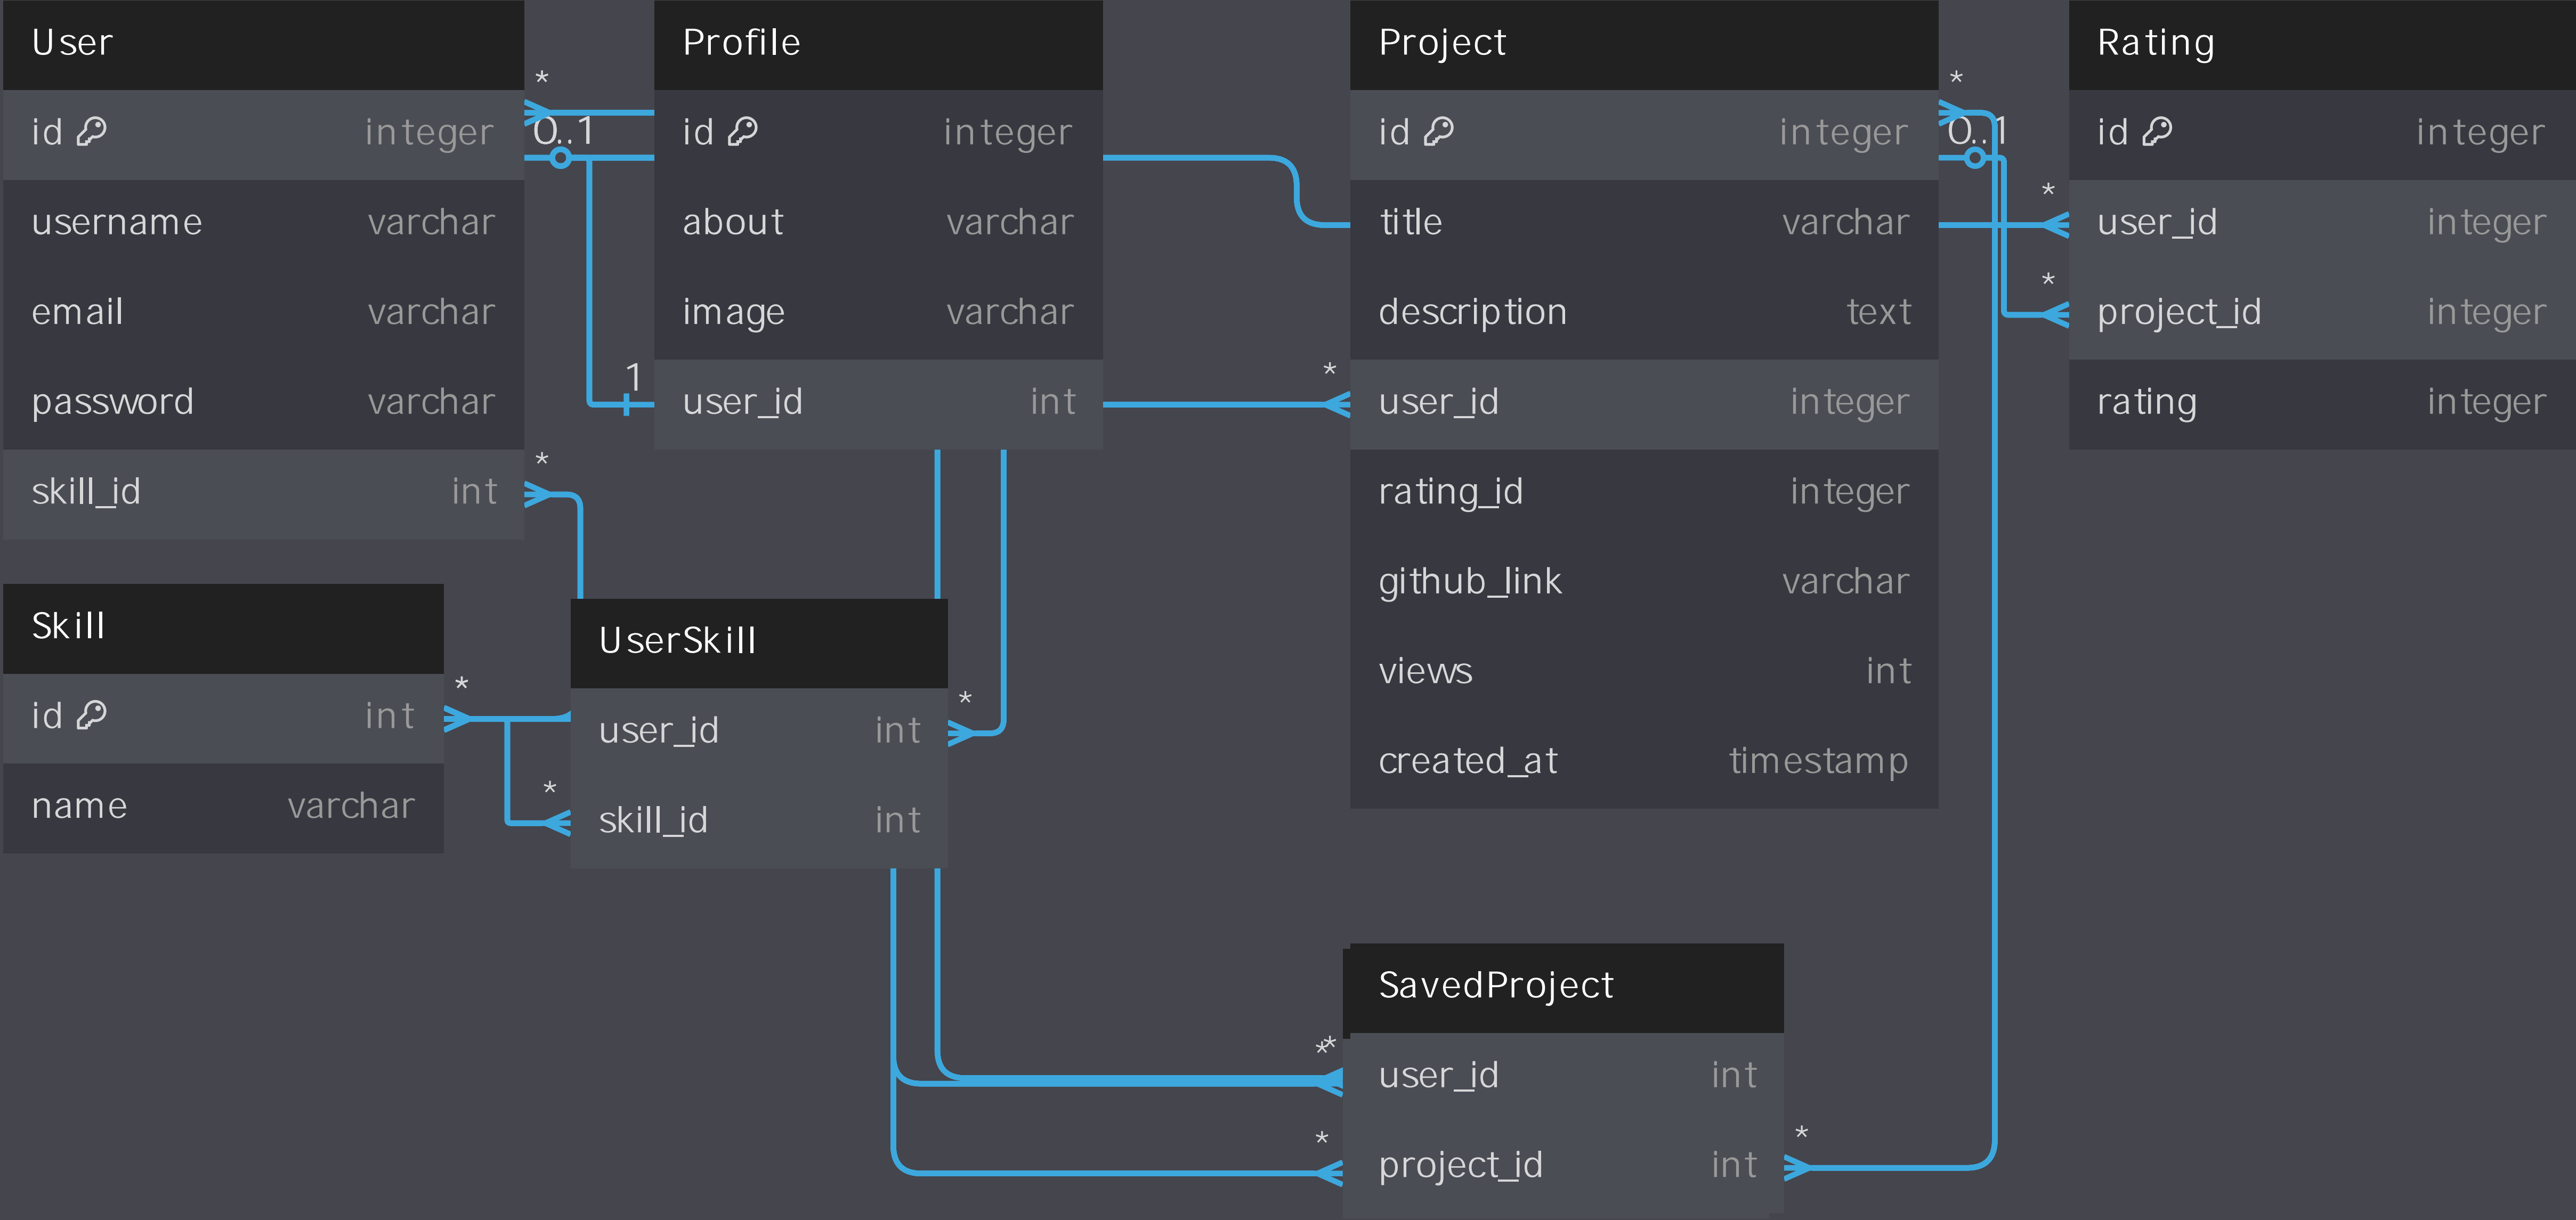 User
id integer
username varchar
email varchar
password varchar
skill_id int
*
0..1
*
Profile
id integer
about varchar
image varchar
user_id int
1
Project
id integer
title varchar
description text
user_id integer
rating_id integer
github_link varchar
views int
created_at timestamp
*
0..1
*
Rating
id integer
user_id integer
project_id integer
rating integer
*
*
Skill
id int
name varchar
*
UserSkill
user_id int
skill_id int
*
*
SavedProject
user_id int
project_id int
**
*
*